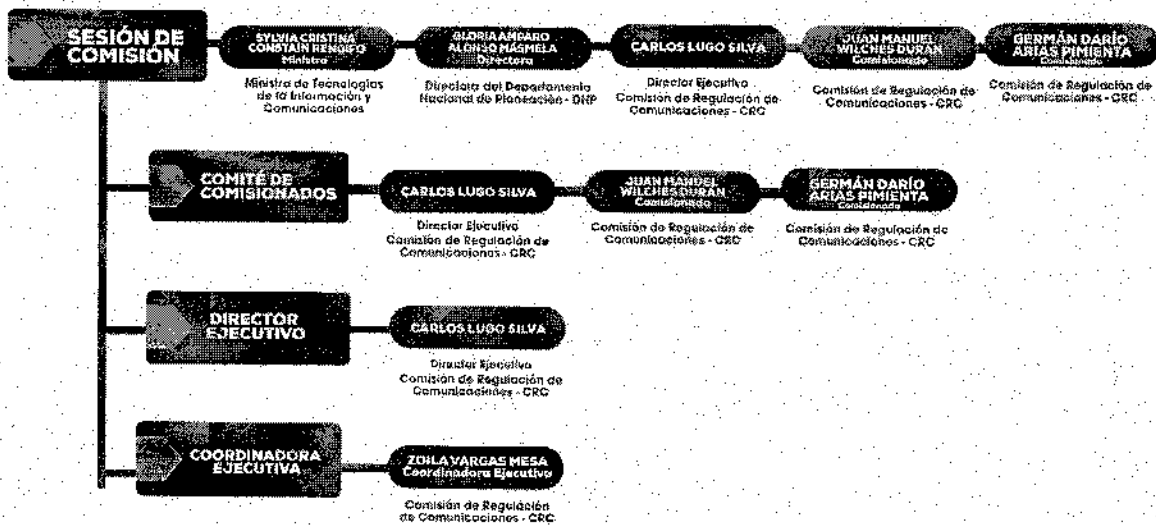 SESIÓN DE
COMISIÓN
SYLVIA CRISTINA
CONSTAIN RENGIFO
Ministra
Ministra de Tecnologías
de la Información y
Comunicaciones
GLORIA AMPARO
ALONSO MÁSMELA
Directora
Directora del Departamento
Nacional de Planeación - DNP
CARLOS LUGO SILVA
Director Ejecutivo
Comisión de Regulación de
Comunicaciones - CRC
JUAN MANUEL
WILCHES DURÁN
Comisionado
Comisión de Regulación de
Comunicaciones - CRC
GERMÁN DARÍO
ARIAS PIMIENTA
Comisionado
Comisión de Regulación de
Comunicaciones - CRC
COMITÉ DE
COMISIONADOS
CARLOS LUGO SILVA
Director Ejecutivo
Comisión de Regulación de
Comunicaciones - CRC
JUAN MANUEL
WILCHES DURÁN
Comisionado
Comisión de Regulación de
Comunicaciones - CRC
GERMÁN DARÍO
ARIAS PIMIENTA
Comisionado
Comisión de Regulación de
Comunicaciones - CRC
DIRECTOR
EJECUTIVO
CARLOS LUGO SILVA
Director Ejecutivo
Comisión de Regulación de
Comunicaciones - CRC
COORDINADORA
EJECUTIVA
ZOILA VARGAS MESA
Coordinadora Ejecutiva
Comisión de Regulación
de Comunicaciones - CRC